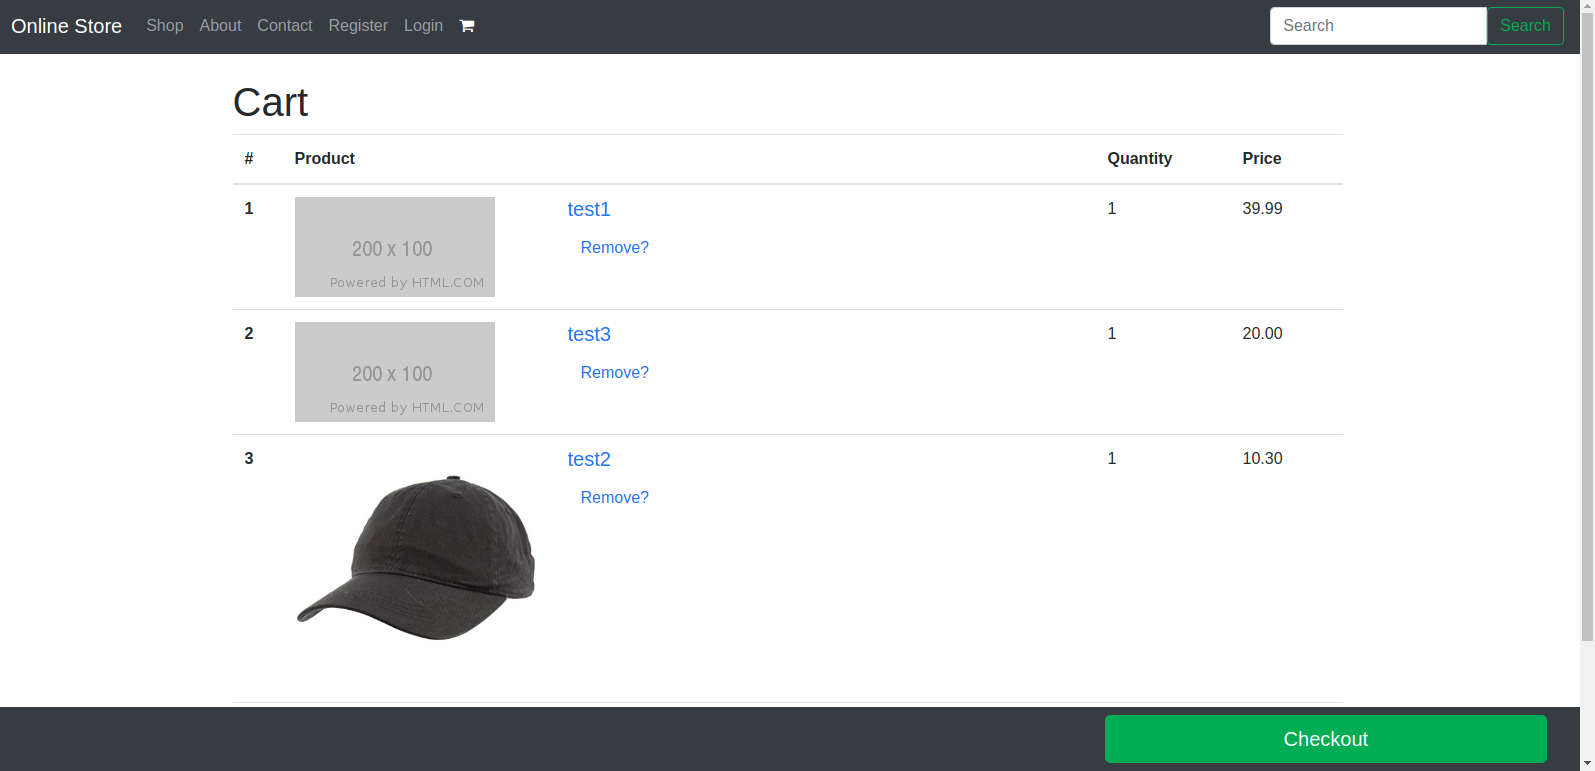 Online Store Shop About Contact Register Login Search Search
Cart
# Product Quantity Price
1 test1 1 39.99
Remove?
200 x 100
Powered by HTML.COM
2 test3 1 20.00
Remove?
200 x 100
Powered by HTML.COM
3 test2 1 10.30
Remove?
Checkout